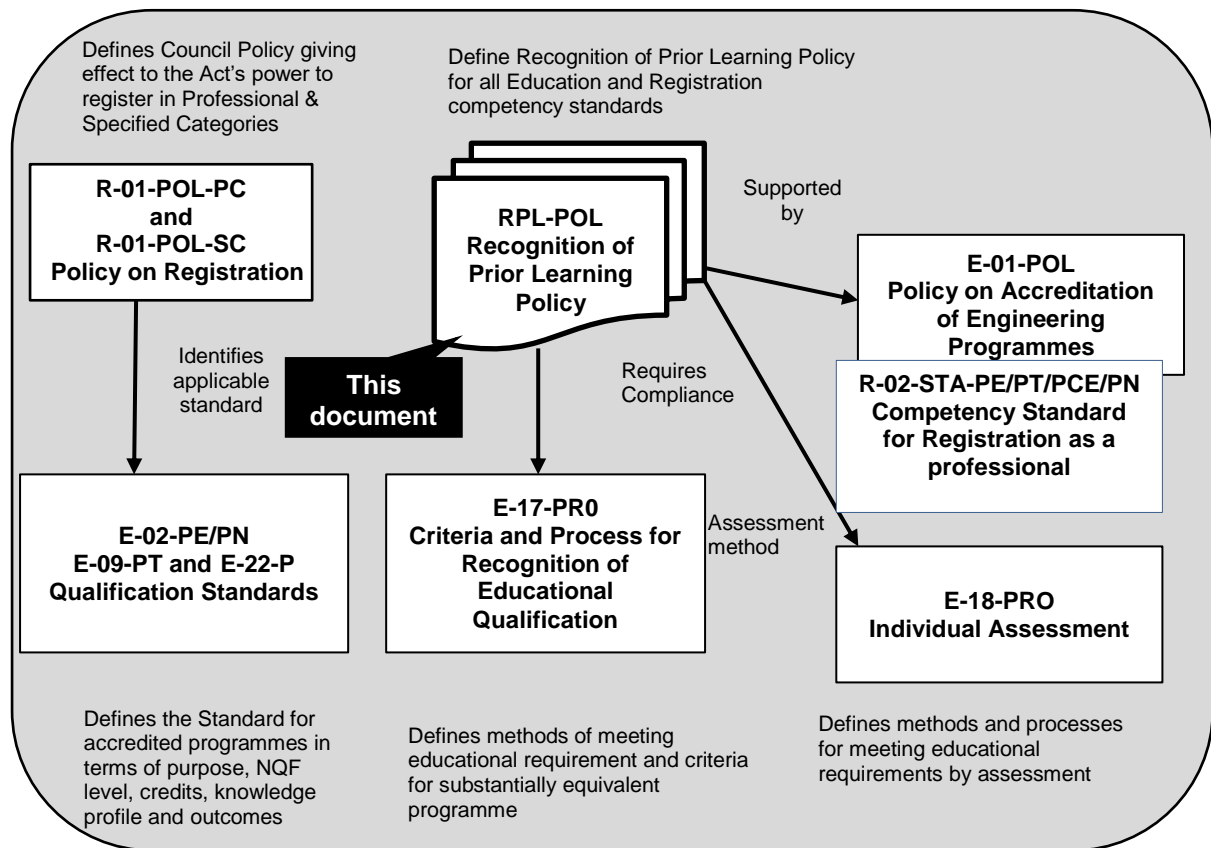 Defines Council Policy giving
effect to the Act's power to
register in Professional &
Specified Categories
Define Recognition of Prior Learning Policy
for all Education and Registration
competency standards
R-01-POL-PC
and
R-01-POL-SC
Policy on Registration
RPL-POL
Recognition of
Prior Learning
Policy
Supported
by
E-01-POL
Policy on Accreditation
of Engineering
Programmes
Identifies
applicable
standard
This
document
Requires
Compliance
R-02-STA-PE/PT/PCE/PN
Competency Standard
for Registration as a
professional
E-02-PE/PN
E-09-PT and E-22-P
Qualification Standards
E-17-PR0
Criteria and Process for
Recognition of
Educational
Qualification
Assessment
method
E-18-PRO
Individual Assessment
Defines the Standard for
accredited programmes in
terms of purpose, NQF
level, credits, knowledge
profile and outcomes
Defines methods of meeting
educational requirement and criteria
for substantially equivalent
programme
Defines methods and processes
for meeting educational
requirements by assessment